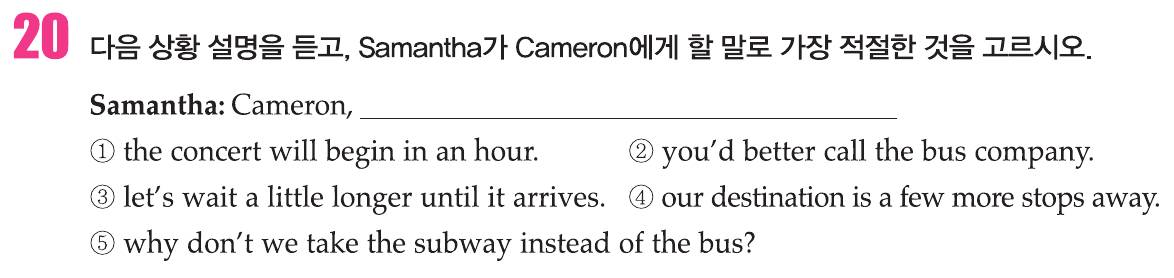 20 다음 상황 설명을 듣고, Samantha가 Cameron에게 할 말로 가장 적절한 것을 고르시오.
Samantha: Cameron, ____________________
① the concert will begin in an hour. ② you’d better call the bus company.
③ let’s wait a little longer until it arrives. ④ our destination is a few more stops away.
⑤ why don’t we take the subway instead of the bus?